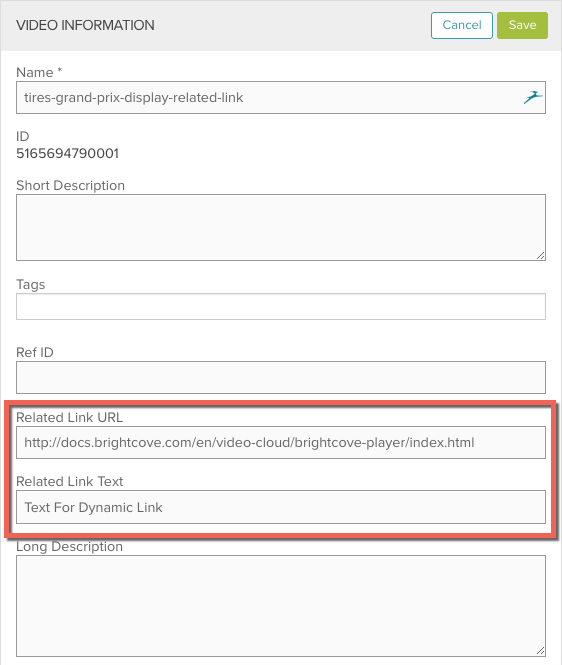 VIDEO INFORMATION
Cancel
Save
Name *
tires-grand-prix-display-related-link
ID
5165694790001
Short Description
Tags
Ref ID
Related Link URL
http://docs.brightcove.com/en/video-cloud/brightcove-player/index.html
Related Link Text
Text For Dynamic Link
Long Description